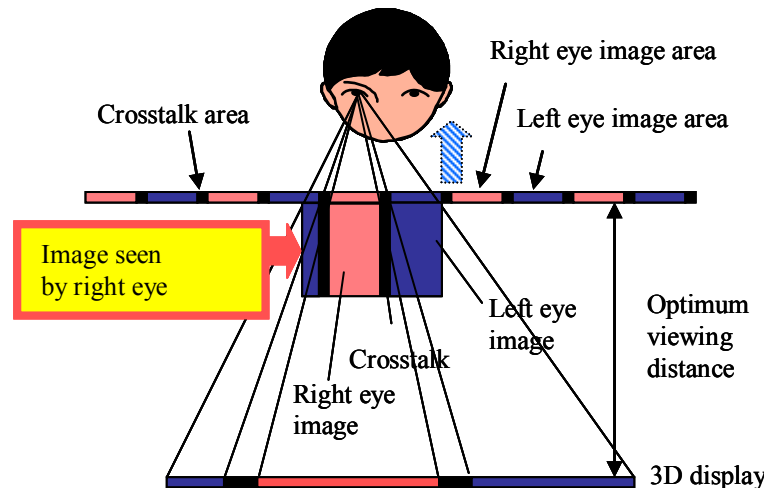 Right eye image area
Crosstalk area
Left eye image area
Image seen
by right eye
Optimum
viewing
distance
Left eye
image
Crosstalk
Right eye
image
3D display